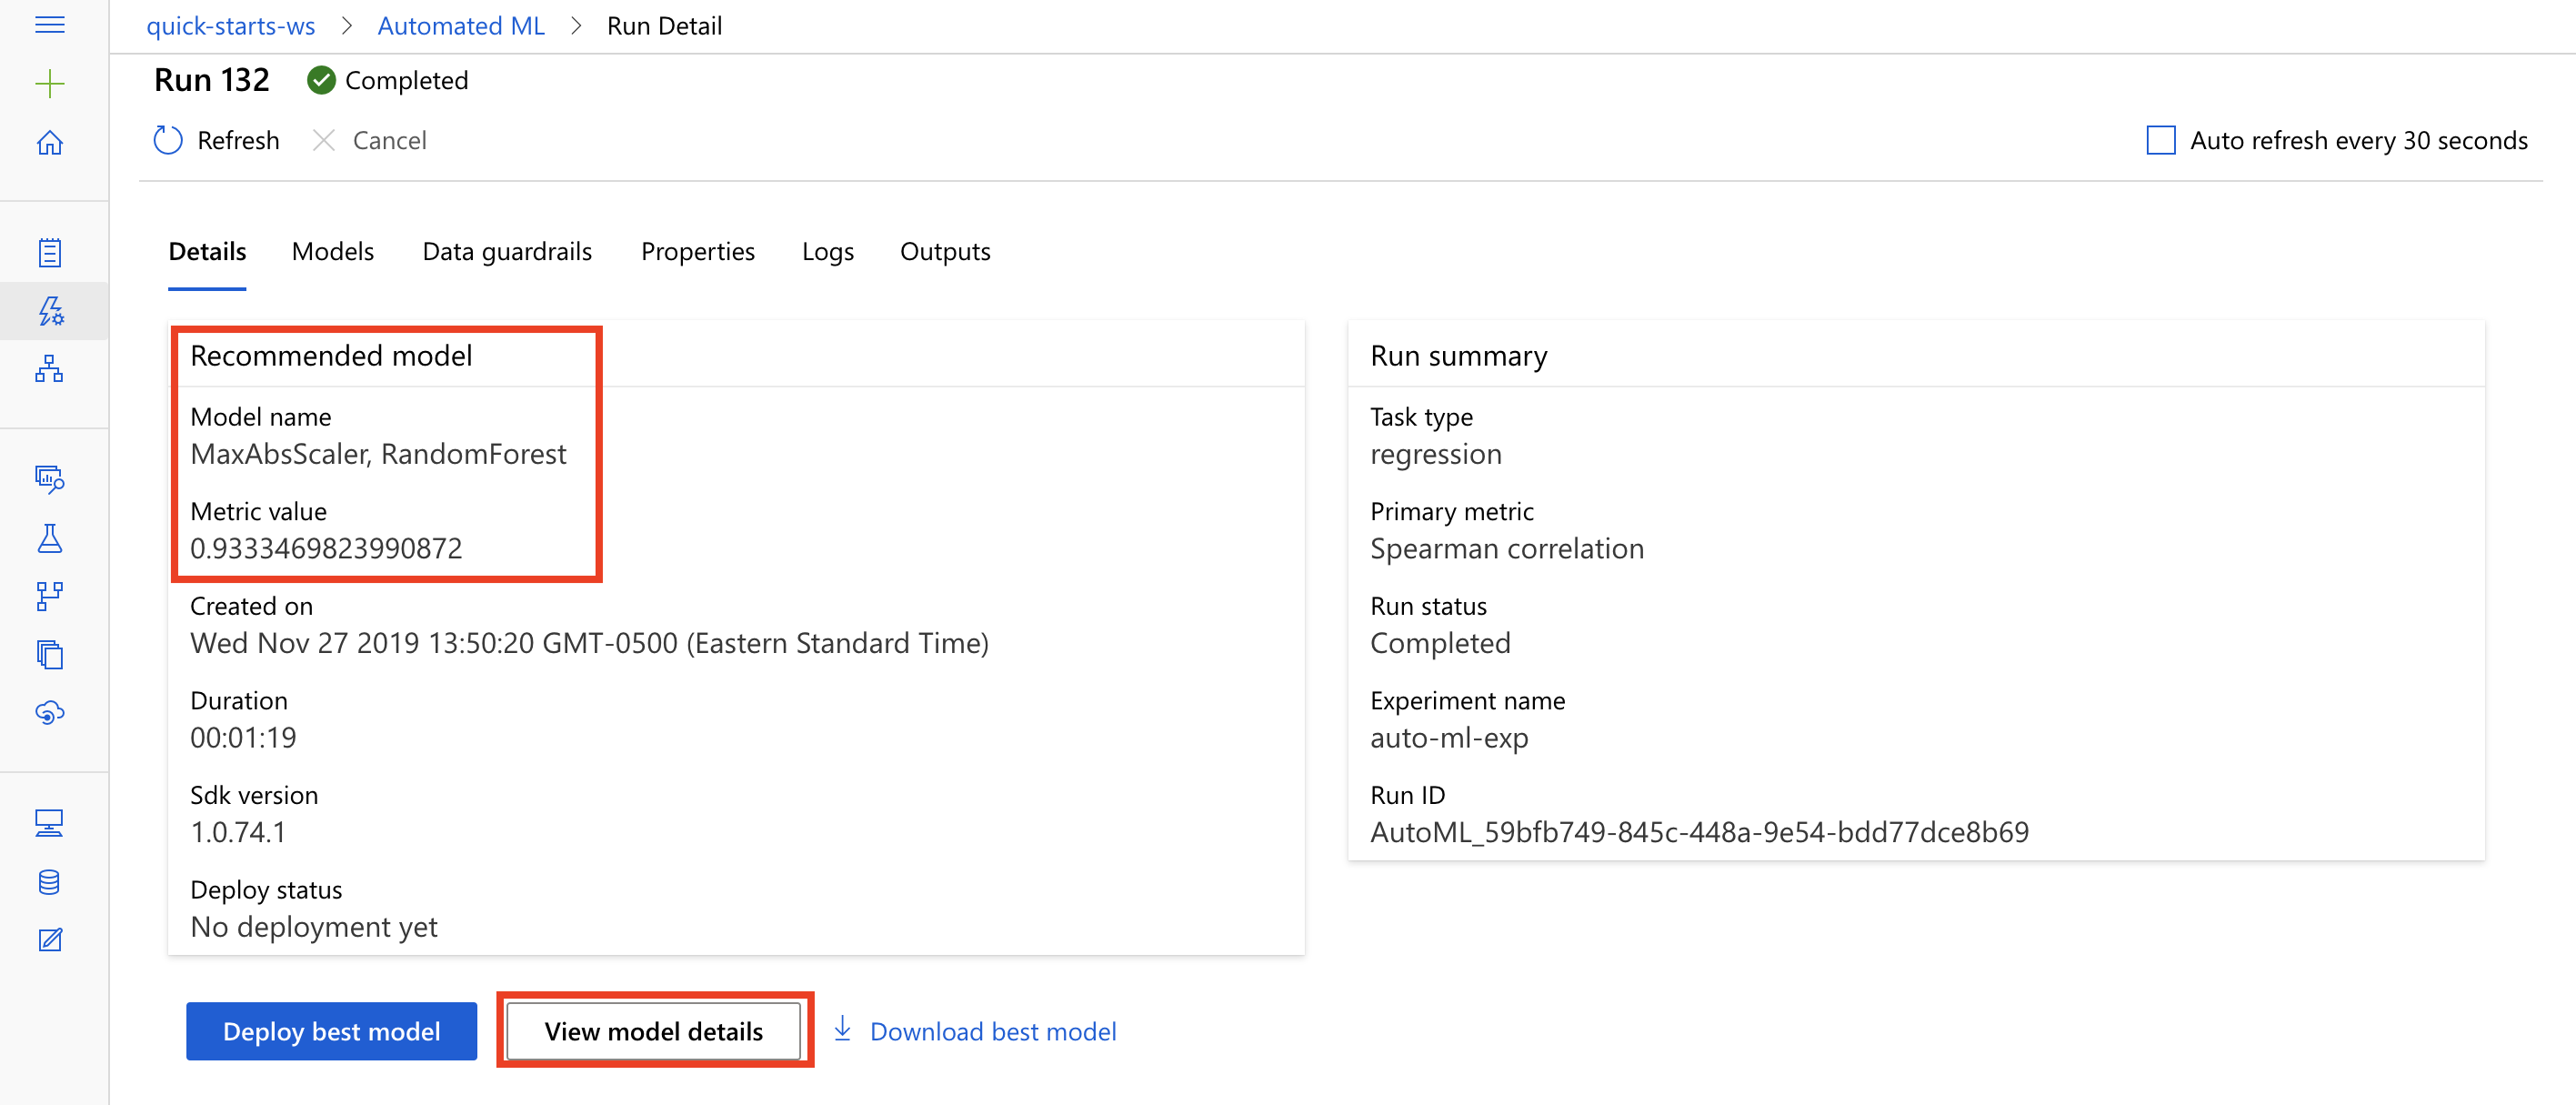 quick-starts-ws > Automated ML > Run Detail
Run 132 Completed
Refresh Cancel Auto refresh every 30 seconds
Details Models Data guardrails Properties Logs Outputs
Recommended model
Model name
MaxAbsScaler, RandomForest
Metric value
0.9333469823990872
Created on
Wed Nov 27 2019 13:50:20 GMT-0500 (Eastern Standard Time)
Duration
00:01:19
Sdk version
1.0.74.1
Deploy status
No deployment yet
Run summary
Task type
regression
Primary metric
Spearman correlation
Run status
Completed
Experiment name
auto-ml-exp
Run ID
AutoML_59bfb749-845c-448a-9e54-bdd77dce8b69
Deploy best model View model details Download best model